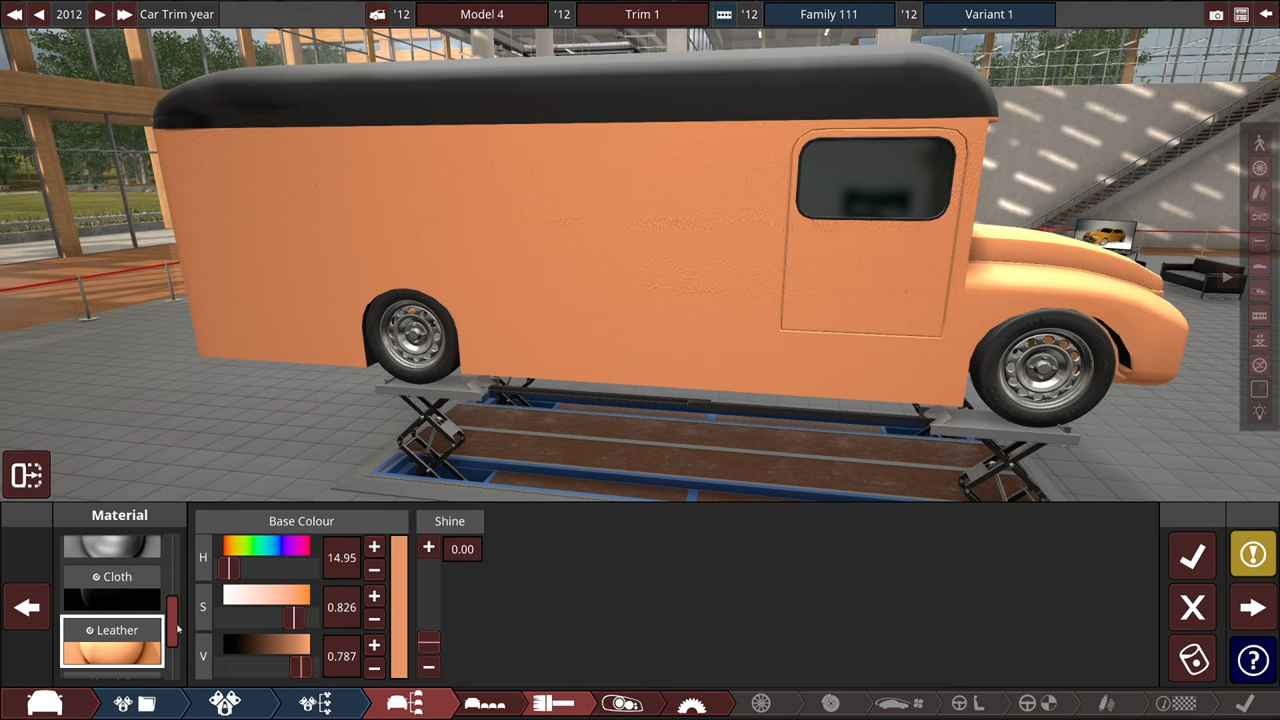 2012 Car Trim year '12 Model 4 '12 Trim 1 '12 Family 111 '12 Variant 1
Material
Cloth
Leather
Base Colour
H 14.95
S 0.826
V 0.787
Shine
0.00